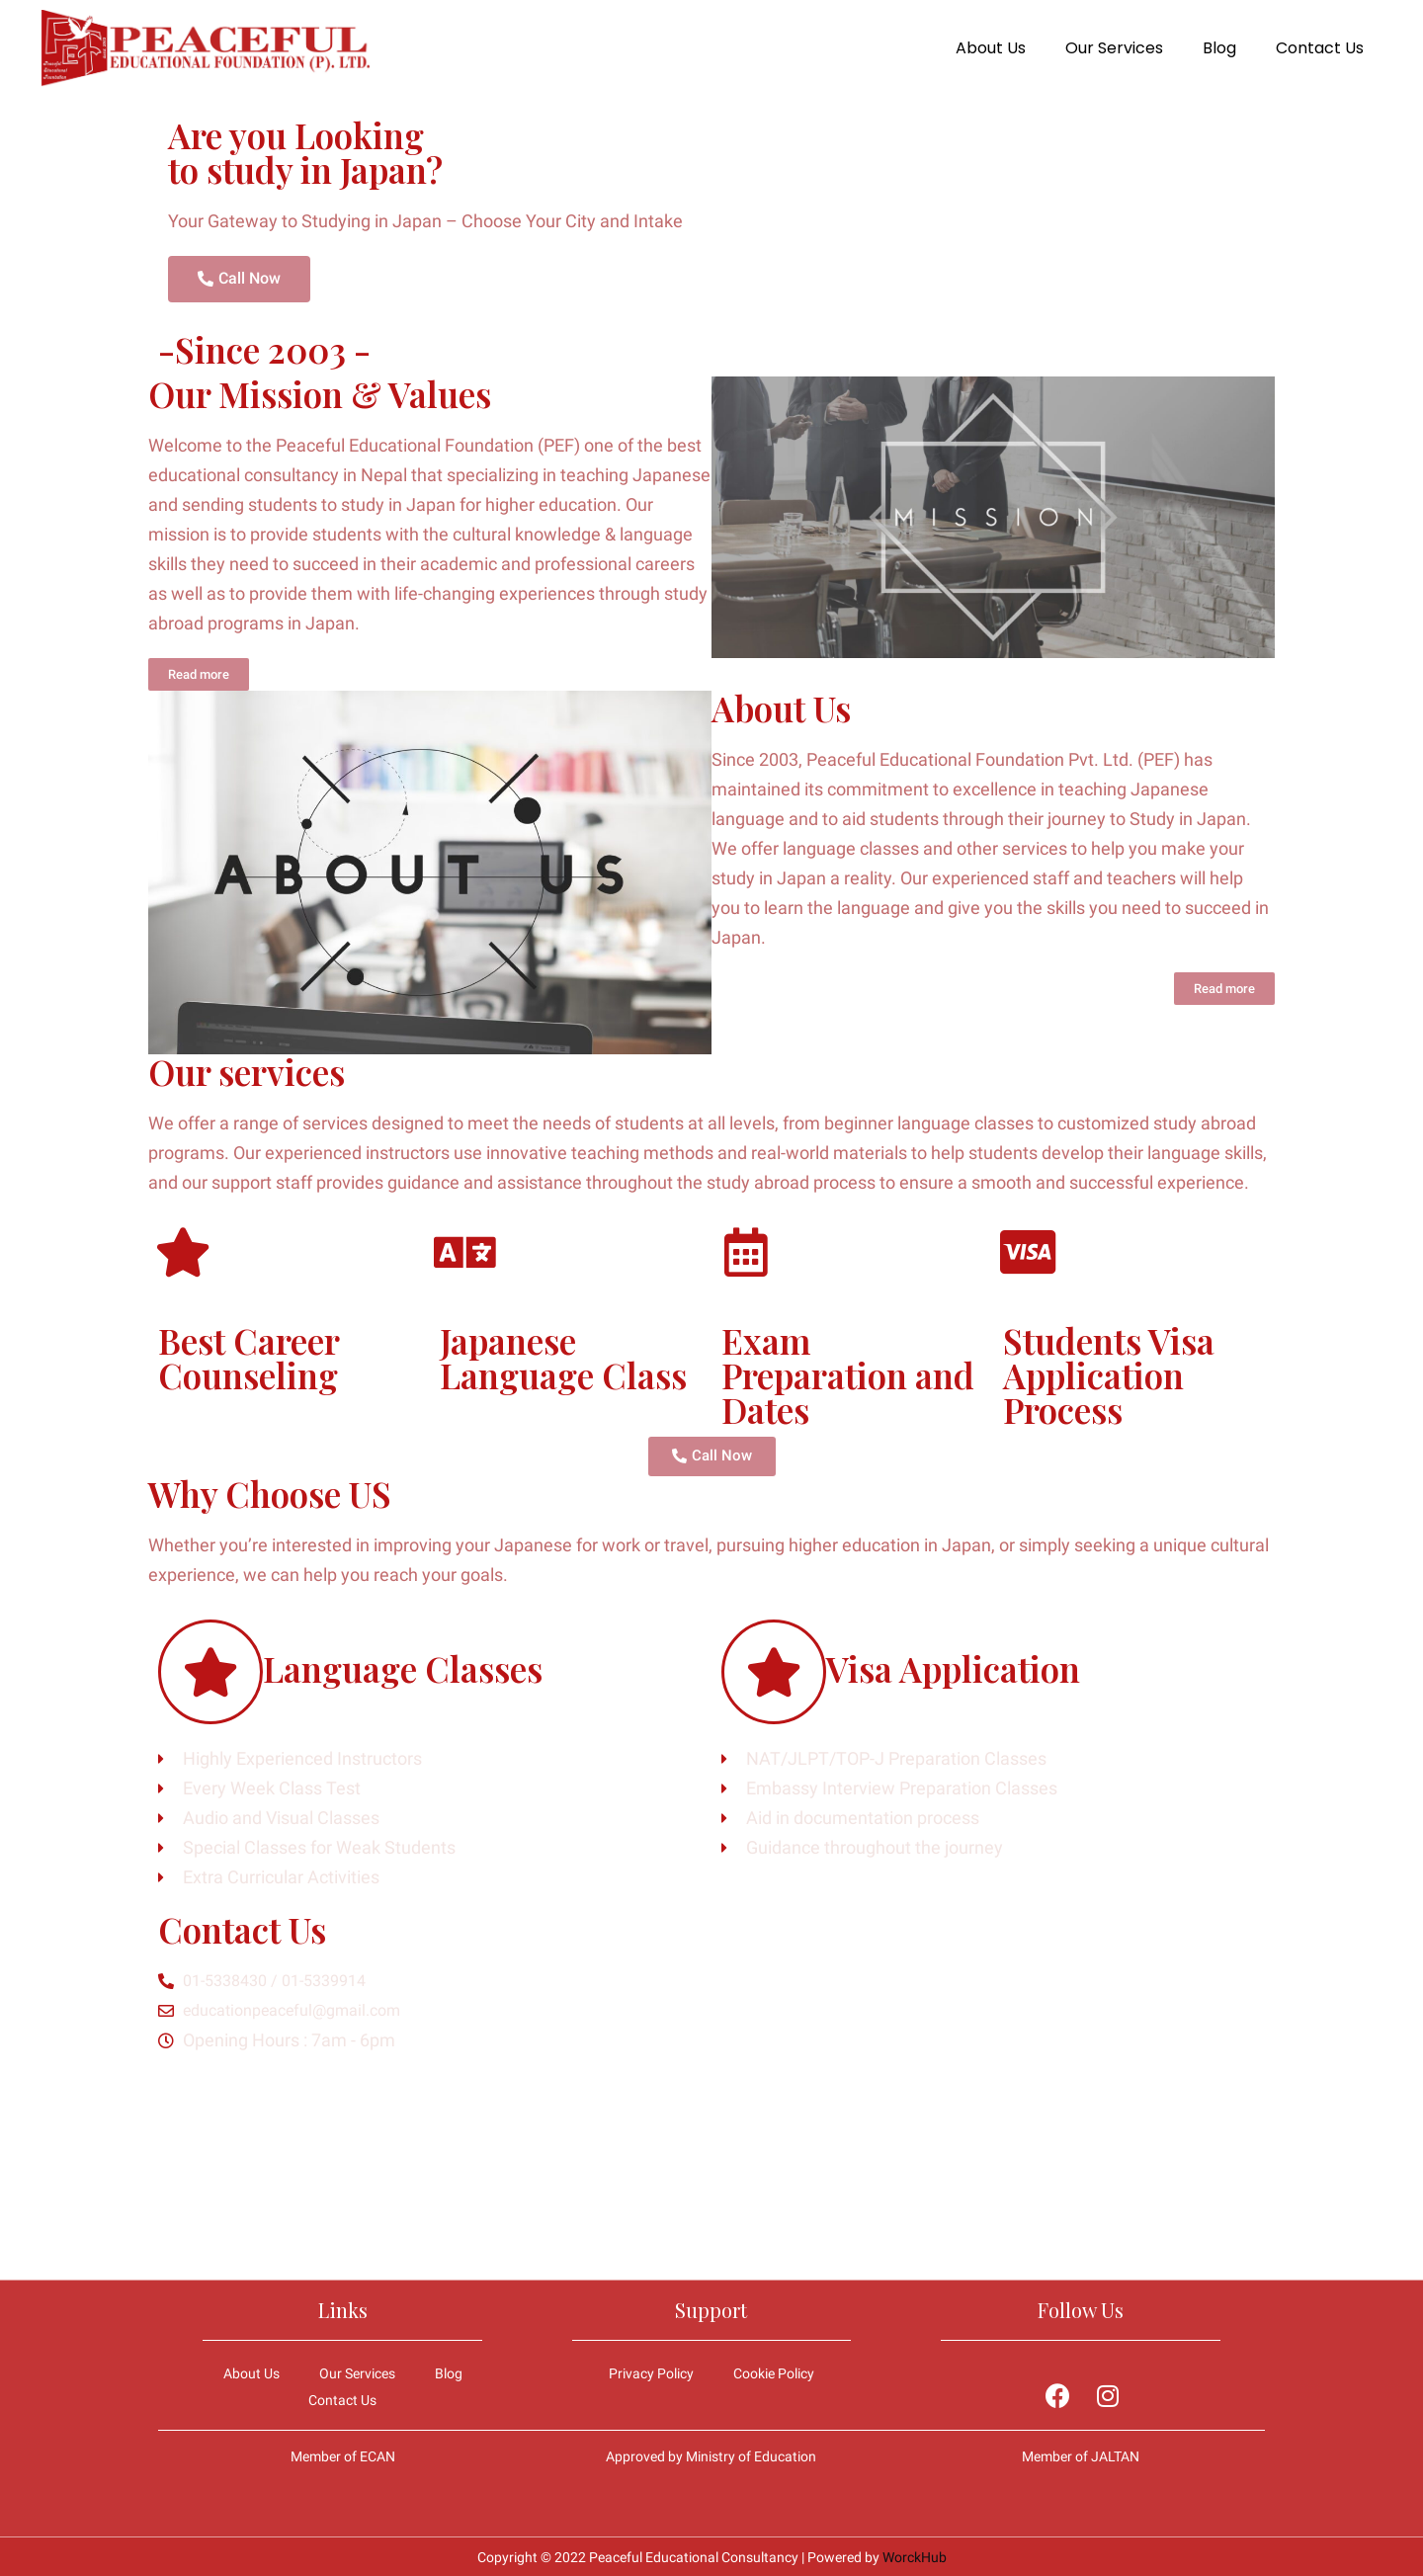 PEACEFUL
EDUCATIONAL FOUNDATION (P). LTD.
About Us
Our Services
Blog
Contact Us
Are you Looking
to study in Japan?
Your Gateway to Studying in Japan – Choose Your City and Intake
Call Now
-Since 2003 -
Our Mission & Values
Welcome to the Peaceful Educational Foundation (PEF) one of the best
educational consultancy in Nepal that specializing in teaching Japanese
and sending students to study in Japan for higher education. Our
mission is to provide students with the cultural knowledge & language
skills they need to succeed in their academic and professional careers
as well as to provide them with life-changing experiences through study
abroad programs in Japan.
Read more
MISSION
ABOUT US
About Us
Since 2003, Peaceful Educational Foundation Pvt. Ltd. (PEF) has
maintained its commitment to excellence in teaching Japanese
language and to aid students through their journey to Study in Japan.
We offer language classes and other services to help you make your
study in Japan a reality. Our experienced staff and teachers will help
you to learn the language and give you the skills you need to succeed in
Japan.
Read more
Our services
We offer a range of services designed to meet the needs of students at all levels, from beginner language classes to customized study abroad
programs. Our experienced instructors use innovative teaching methods and real-world materials to help students develop their language skills,
and our support staff provides guidance and assistance throughout the study abroad process to ensure a smooth and successful experience.
A 文
VISA
Best Career
Counseling
Japanese
Language Class
Exam
Preparation and
Dates
Students Visa
Application
Process
Call Now
Why Choose US
Whether you're interested in improving your Japanese for work or travel, pursuing higher education in Japan, or simply seeking a unique cultural
experience, we can help you reach your goals.
Language Classes
Highly Experienced Instructors
Every Week Class Test
Audio and Visual Classes
Special Classes for Weak Students
Extra Curricular Activities
Visa Application
NAT/JLPT/TOP-J Preparation Classes
Embassy Interview Preparation Classes
Aid in documentation process
Guidance throughout the journey
Contact Us
01-5338430 / 01-5339914
educationpeaceful@gmail.com
Opening Hours : 7am - 6pm
Links
About Us
Our Services
Blog
Contact Us
Support
Privacy Policy
Cookie Policy
Follow Us
Member of ECAN
Approved by Ministry of Education
Member of JALTAN
Copyright © 2022 Peaceful Educational Consultancy | Powered by WorckHub